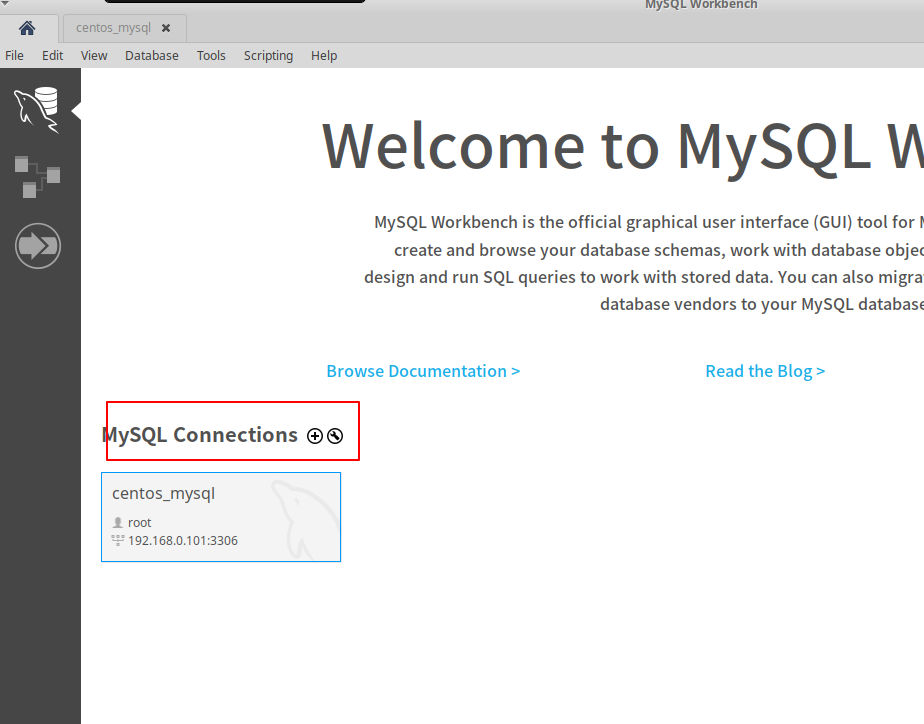 MySQL Workbench
centos_mysql
File Edit View Database Tools Scripting Help
Welcome to MySQL W
MySQL Workbench is the official graphical user interface (GUI) tool for M
create and browse your database schemas, work with database objec
design and run SQL queries to work with stored data. You can also migra
database vendors to your MySQL database
Browse Documentation > Read the Blog >
MySQL Connections
centos_mysql
root
192.168.0.101:3306